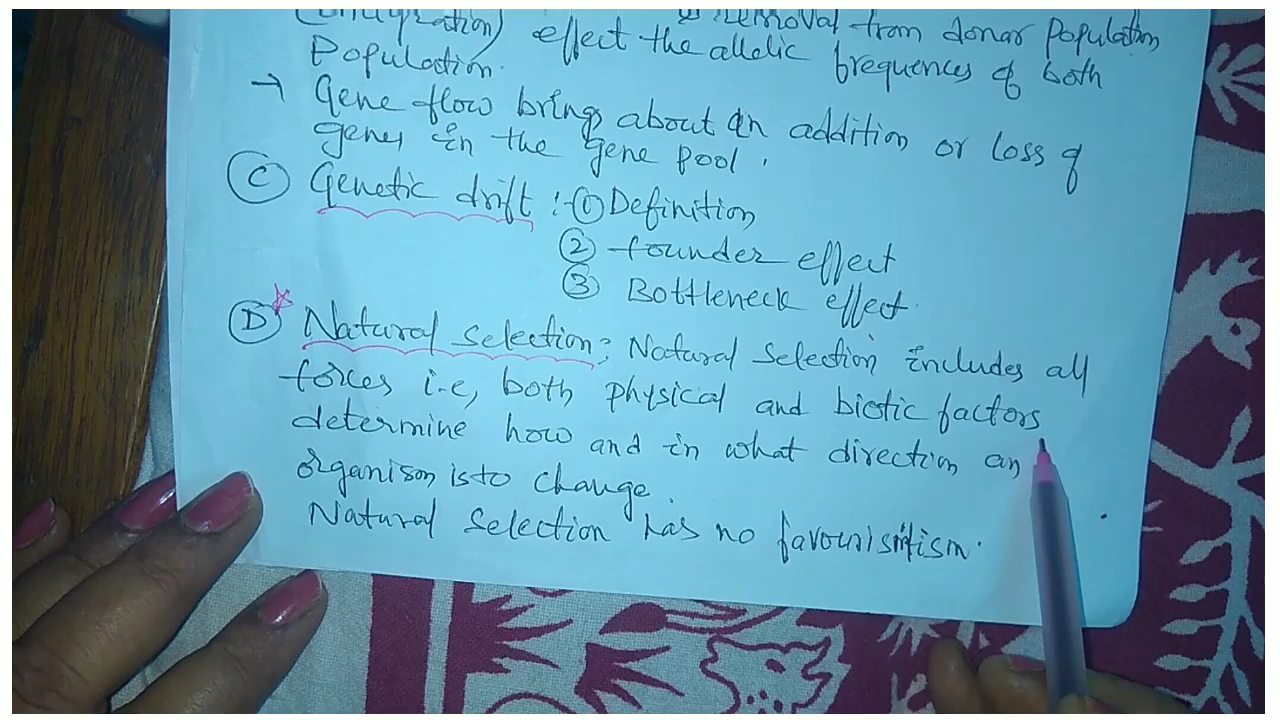 removal from donar population
(emigration) effect the allelic frequences of both
Population.
→ Gene flow brings about an addition or loss of
genes in the gene pool.
(C) Genetic drift :- (1) Definition
(2) founder effect
(3) Bottleneck effect.
(D) Natural selection: Natural selection includes all
forces i.e, both physical and biotic factors
determine how and in what direction an
organism is to change.
Natural selection has no